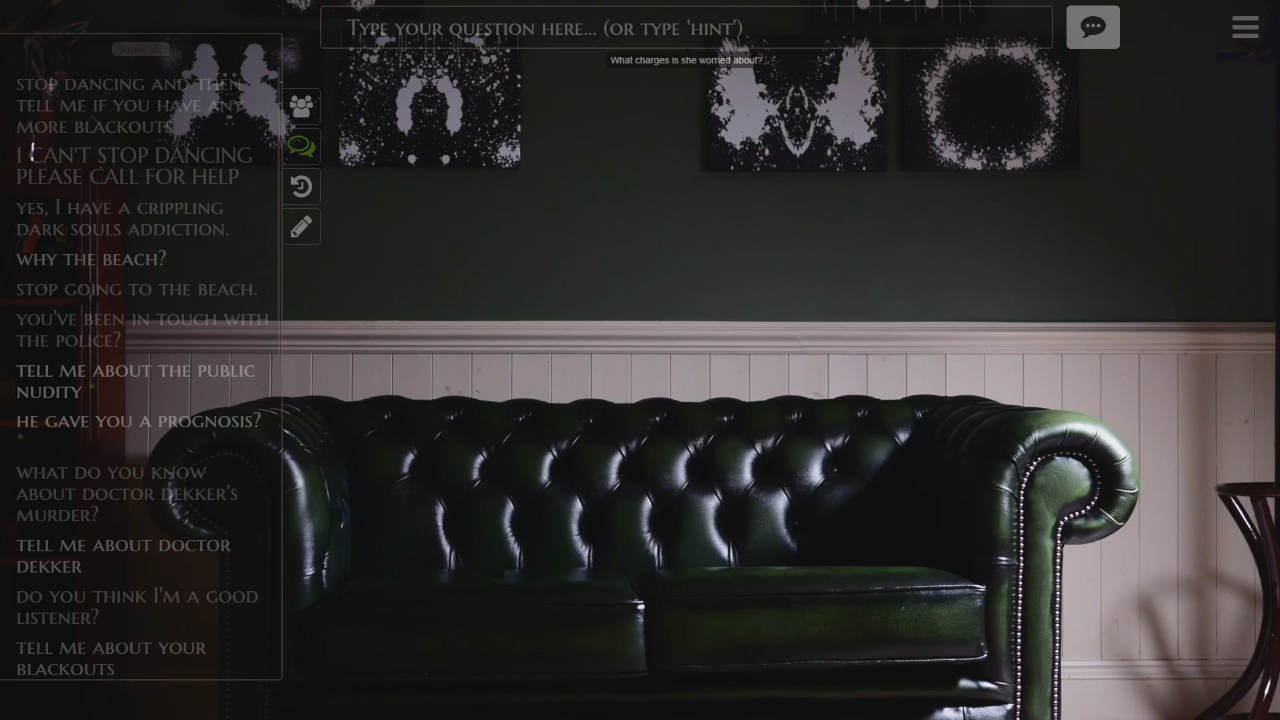 Type your question here... (or type 'hint')
What charges is she worried about?
Show all
Stop dancing and then
tell me if you have any
more blackouts
I CAN'T STOP DANCING
PLEASE CALL FOR HELP
Yes, I have a crippling
Dark Souls addiction.
Why the beach?
Stop going to the beach.
You've been in touch with
the police?
Tell me about the public
nudity *
He gave you a prognosis?
*
What do you know
about Doctor Dekker's
murder?
Tell me about Doctor
Dekker
Do you think I'm a good
listener?
Tell me about your
blackouts